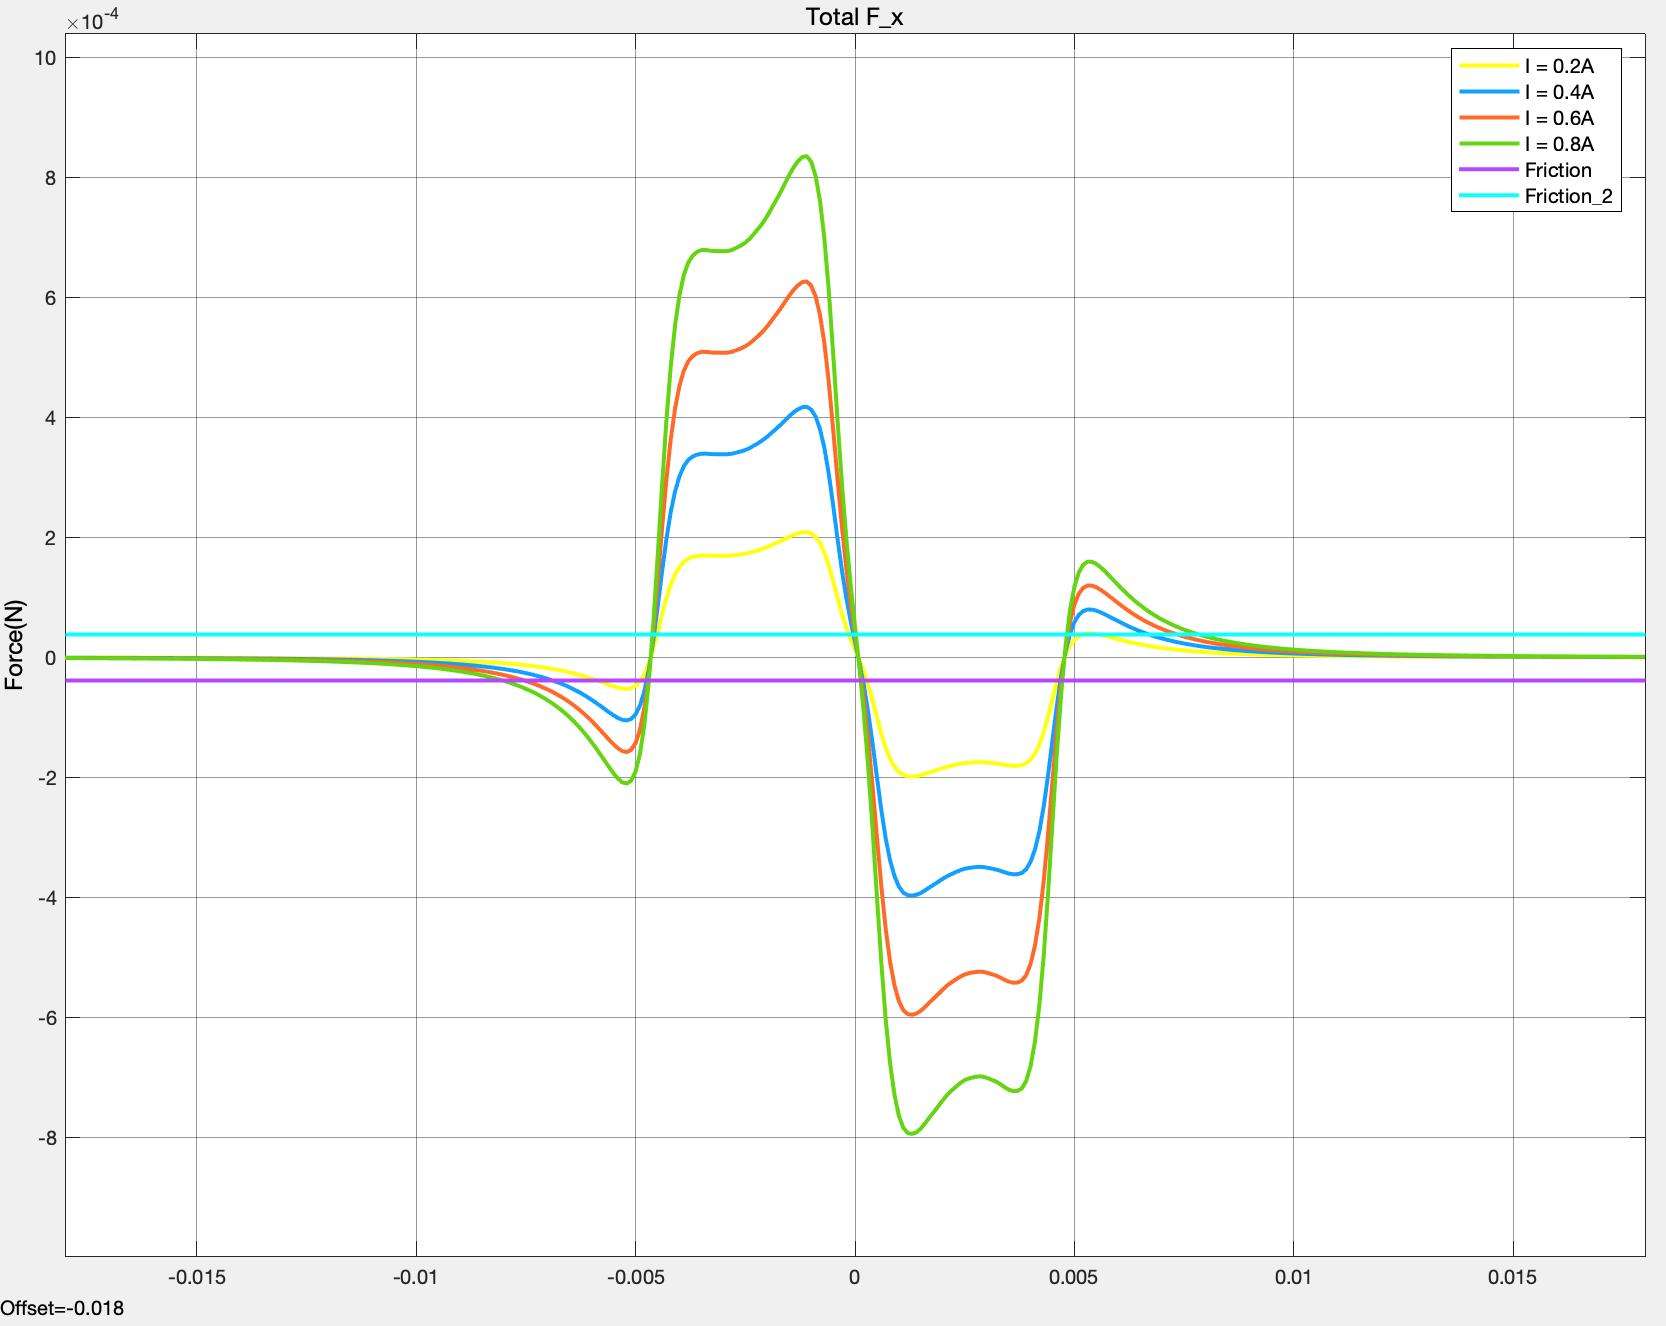 Total F_x
×10-4
10
8
6
4
2
0
-2
-4
-6
-8
Force(N)
I = 0.2A
I = 0.4A
I = 0.6A
I = 0.8A
Friction
Friction_2
-0.015 -0.01 -0.005 0 0.005 0.01 0.015
Offset=-0.018